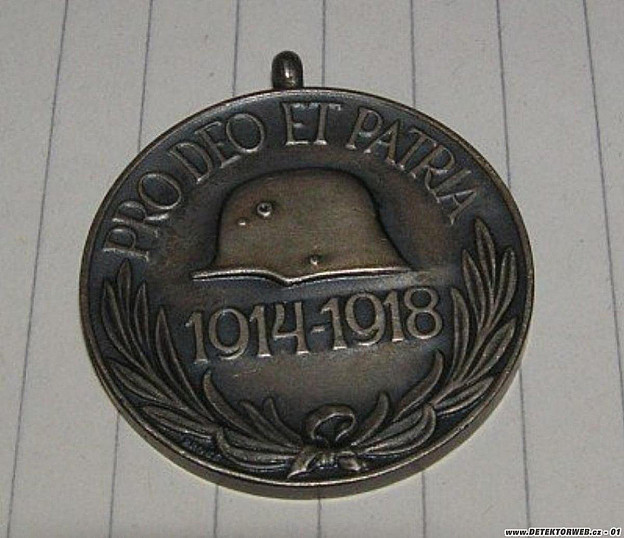 PRO DEO ET PATRIA
1914-1918
www.DETEKTORWEB.cz - 01